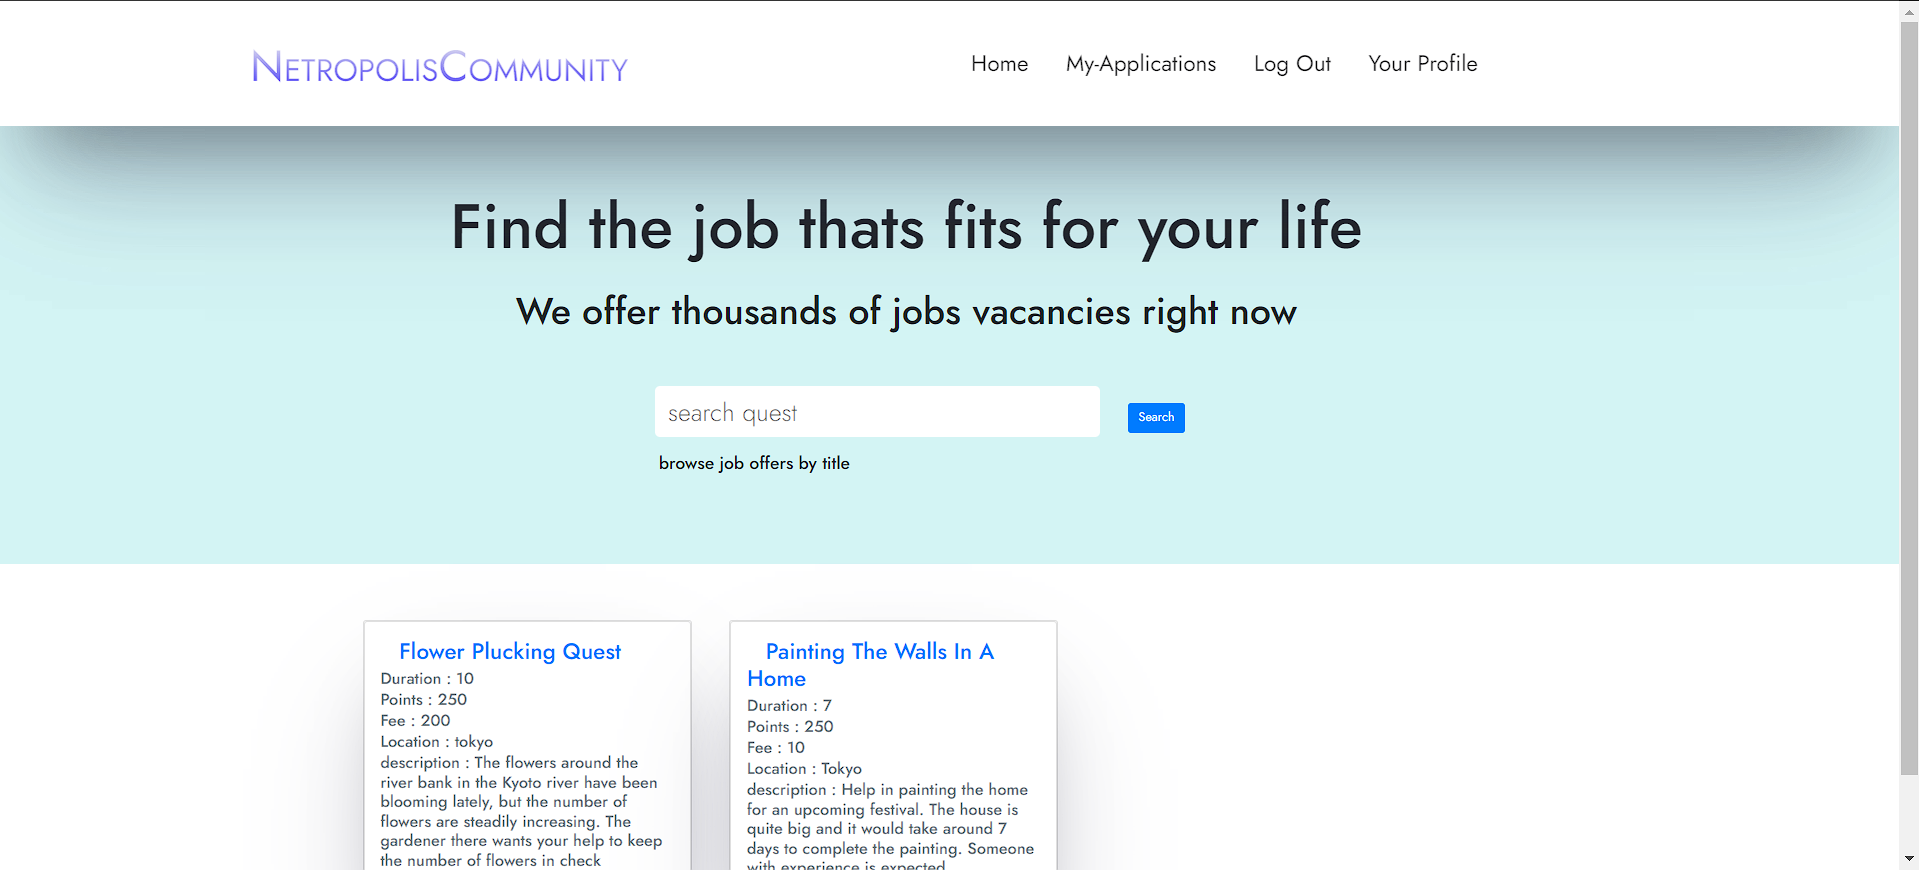 NETROPOLISCOMMUNITY
Home My-Applications Log Out Your Profile
Find the job thats fits for your life
We offer thousands of jobs vacancies right now
search quest
Search
browse job offers by title
Flower Plucking Quest
Duration : 10
Points : 250
Fee : 200
Location : tokyo
description : The flowers around the
river bank in the Kyoto river have been
blooming lately, but the number of
flowers are steadily increasing. The
gardener there wants your help to keep
the number of flowers in check
Painting The Walls In A
Home
Duration : 7
Points : 250
Fee : 10
Location : Tokyo
description : Help in painting the home
for an upcoming festival. The house is
quite big and it would take around 7
days to complete the painting. Someone
with experience is expected